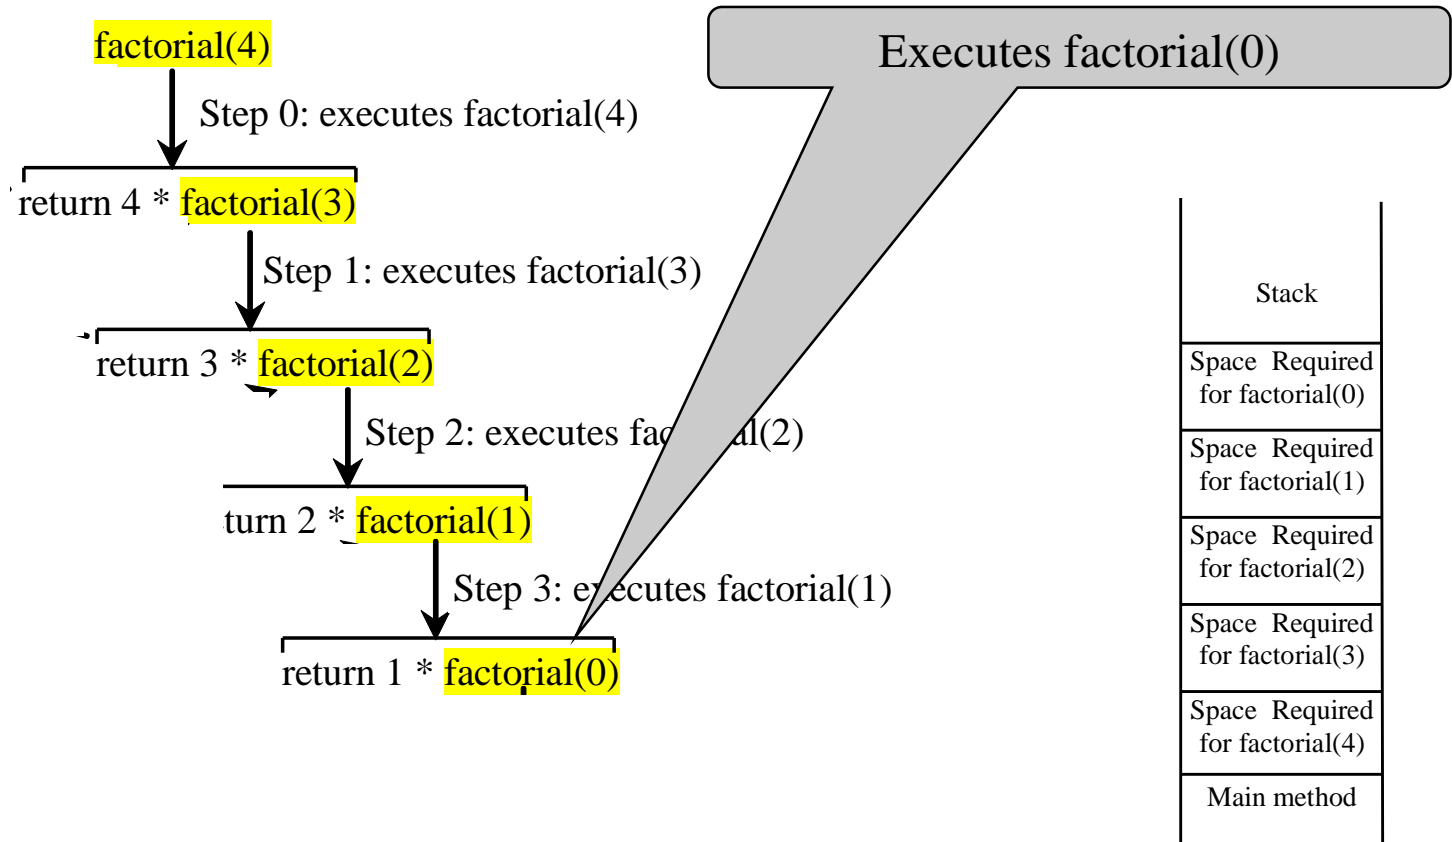 factorial(4)
Executes factorial(0)
Step 0: executes factorial(4)
return 4 * factorial(3)
Step 1: executes factorial(3)
return 3 * factorial(2)
Step 2: executes fac al(2)
turn 2 * factorial(1)
Step 3: executes factorial(1)
return 1 * factorial(0)
Stack
Space Required
for factorial(0)
Space Required
for factorial(1)
Space Required
for factorial(2)
Space Required
for factorial(3)
Space Required
for factorial(4)
Main method